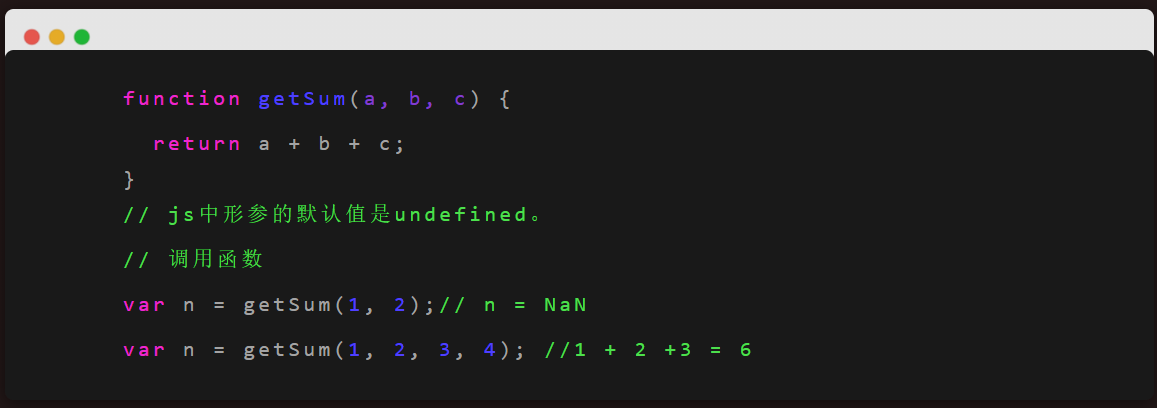 function getSum(a, b, c) {
return a + b + c;
}
// js中形参的默认值是undefined。
// 调用函数
var n = getSum(1, 2);// n = NaN
var n = getSum(1, 2, 3, 4); //1 + 2 +3 = 6